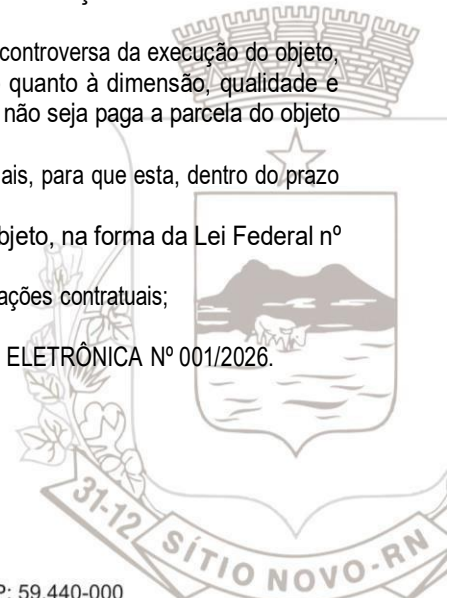 controversa da execução do objeto,
quanto à dimensão, qualidade e
não seja paga a parcela do objeto
ais, para que esta, dentro do prazo
bjeto, na forma da Lei Federal nº
ações contratuais;
ELETRÔNICA Nº 001/2026.
31-12
SÍTIO NOVO-RN
P: 59.440-000